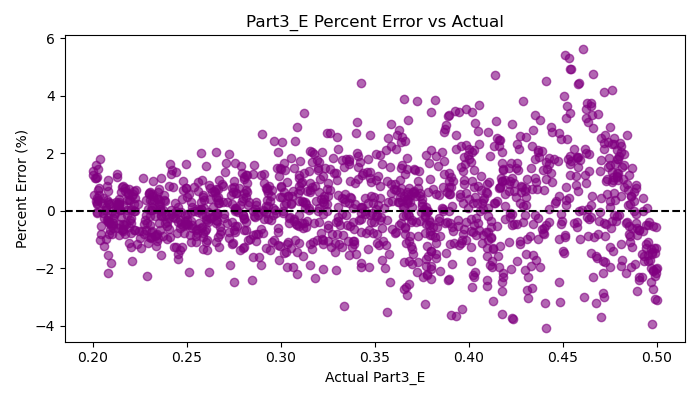 Part3_E Percent Error vs Actual
Percent Error (%)
6
4
2
0
−2
−4
0.20 0.25 0.30 0.35 0.40 0.45 0.50
Actual Part3_E